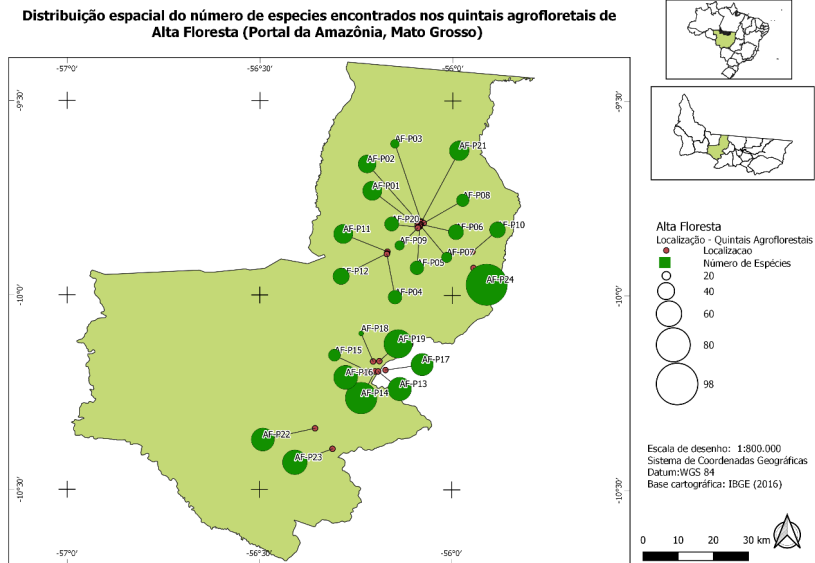 Distribuição espacial do número de especies encontrados nos quintais agrofloretais de
Alta Floresta (Portal da Amazônia, Mato Grosso)
-57°0'
-56°30'
-56°0'
-9°30'
-9°30'
AF-P03
AF-P21
AF-P02
AF-P01
AF-P08
AF-P20
AF-P06
AF-P10
AF-P11
AF-P09
AF-P07
AF-P05
AF-P12
AF-P24
AF-P04
-10°0'
-10°0'
AF-P18
AF-P19
AF-P15
AF-P17
AF-P16
AF-P13
AF-P14
AF-P22
AF-P23
-10°30'
-10°30'
-57°0'
-56°30'
-56°0'
Alta Floresta
Localização - Quintais Agroflorestais
Localizacao
Número de Espécies
20
40
60
80
98
Escala de desenho: 1:800.000
Sistema de Coordenadas Geográficas
Datum:WGS 84
Base cartográfica: IBGE (2016)
0 10 20 30 km